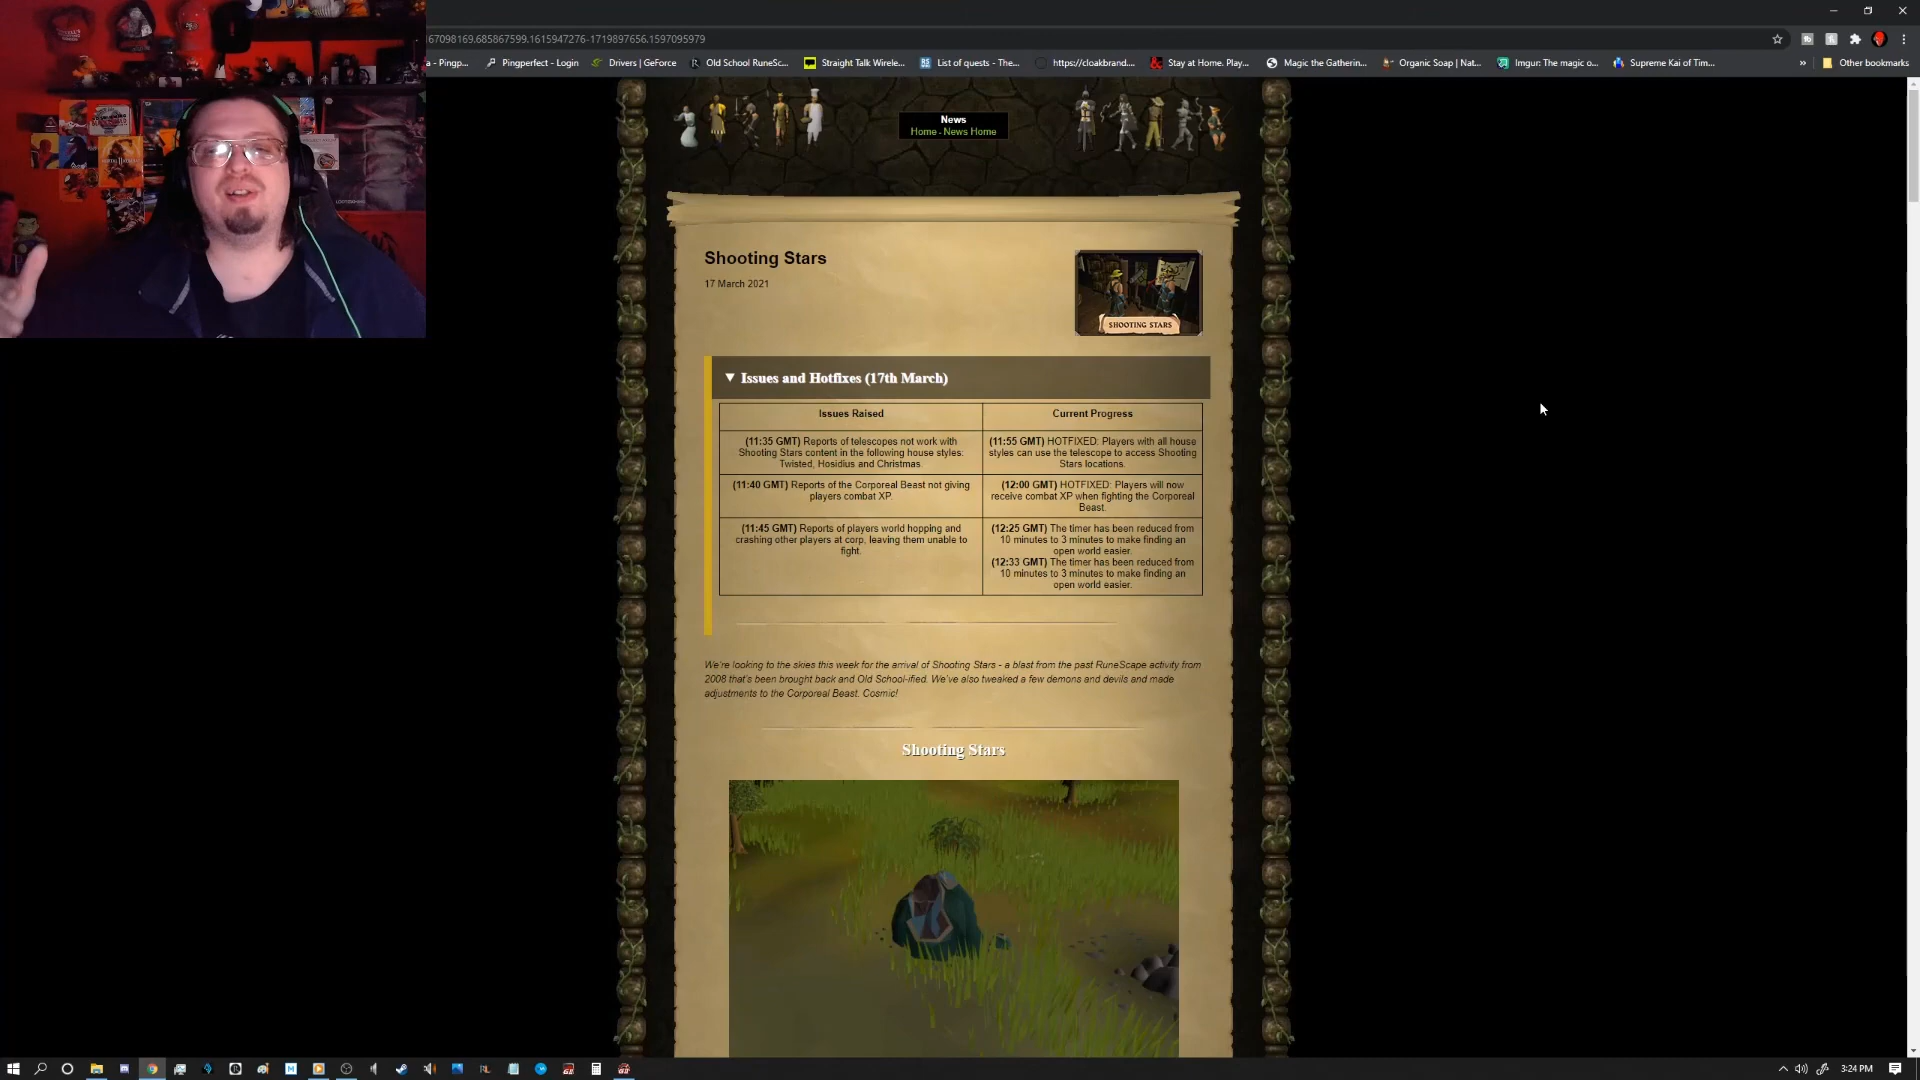 67098169.685867599.1615947276-1719897656.1597095979
a - Pingp...
Pingperfect - Login
Drivers | GeForce
Old School RuneSc...
Straight Talk Wirele...
List of quests - The...
https://cloakbrand....
Stay at Home. Play...
Magic the Gatherin...
Organic Soap | Nat...
Imgur: The magic o...
Supreme Kai of Tim...
»
Other bookmarks
News
Home - News Home
Shooting Stars
17 March 2021
SHOOTING STARS
▼ Issues and Hotfixes (17th March)
Issues Raised
Current Progress
(11:35 GMT) Reports of telescopes not work with
Shooting Stars content in the following house styles:
Twisted, Hosidius and Christmas.
(11:55 GMT) HOTFIXED: Players with all house
styles can use the telescope to access Shooting
Stars locations.
(11:40 GMT) Reports of the Corporeal Beast not giving
players combat XP.
(12:00 GMT) HOTFIXED: Players will now
receive combat XP when fighting the Corporeal
Beast.
(11:45 GMT) Reports of players world hopping and
crashing other players at corp, leaving them unable to
fight.
(12:25 GMT) The timer has been reduced from
10 minutes to 3 minutes to make finding an
open world easier.
(12:33 GMT) The timer has been reduced from
10 minutes to 3 minutes to make finding an
open world easier.
We're looking to the skies this week for the arrival of Shooting Stars - a blast from the past RuneScape activity from
2008 that's been brought back and Old School-ified. We've also tweaked a few demons and devils and made
adjustments to the Corporeal Beast. Cosmic!
Shooting Stars
3:24 PM